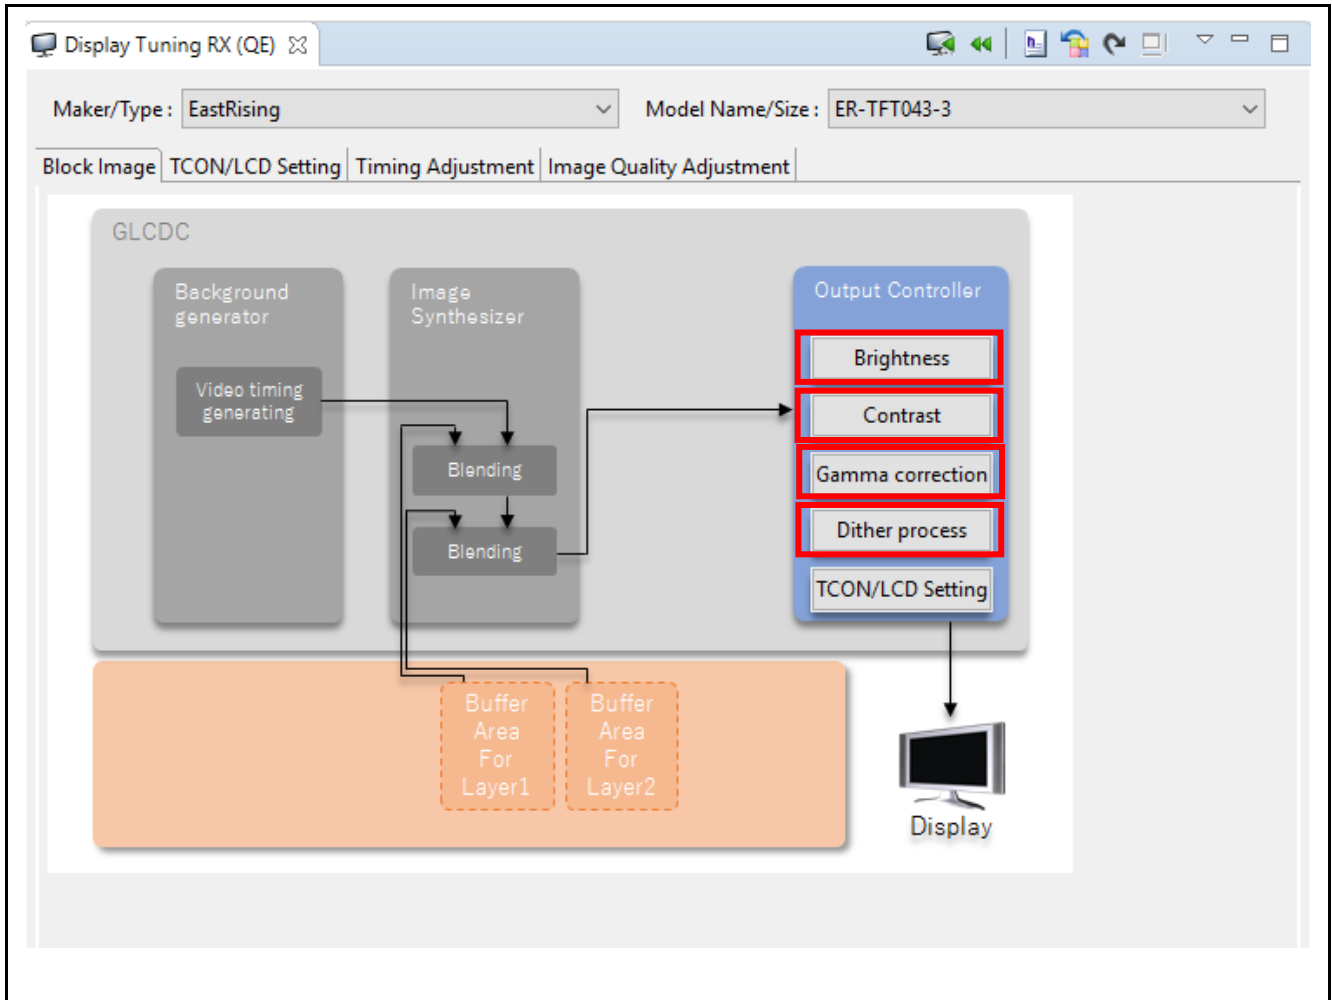 Display Tuning RX (QE)
Maker/Type : EastRising Model Name/Size : ER-TFT043-3
Block Image TCON/LCD Setting Timing Adjustment Image Quality Adjustment
GLCDC
Background
generator
Video timing
generating
Image
Synthesizer
Blending
Blending
Output Controller
Brightness
Contrast
Gamma correction
Dither process
TCON/LCD Setting
Buffer
Area
For
Layer1
Buffer
Area
For
Layer2
Display